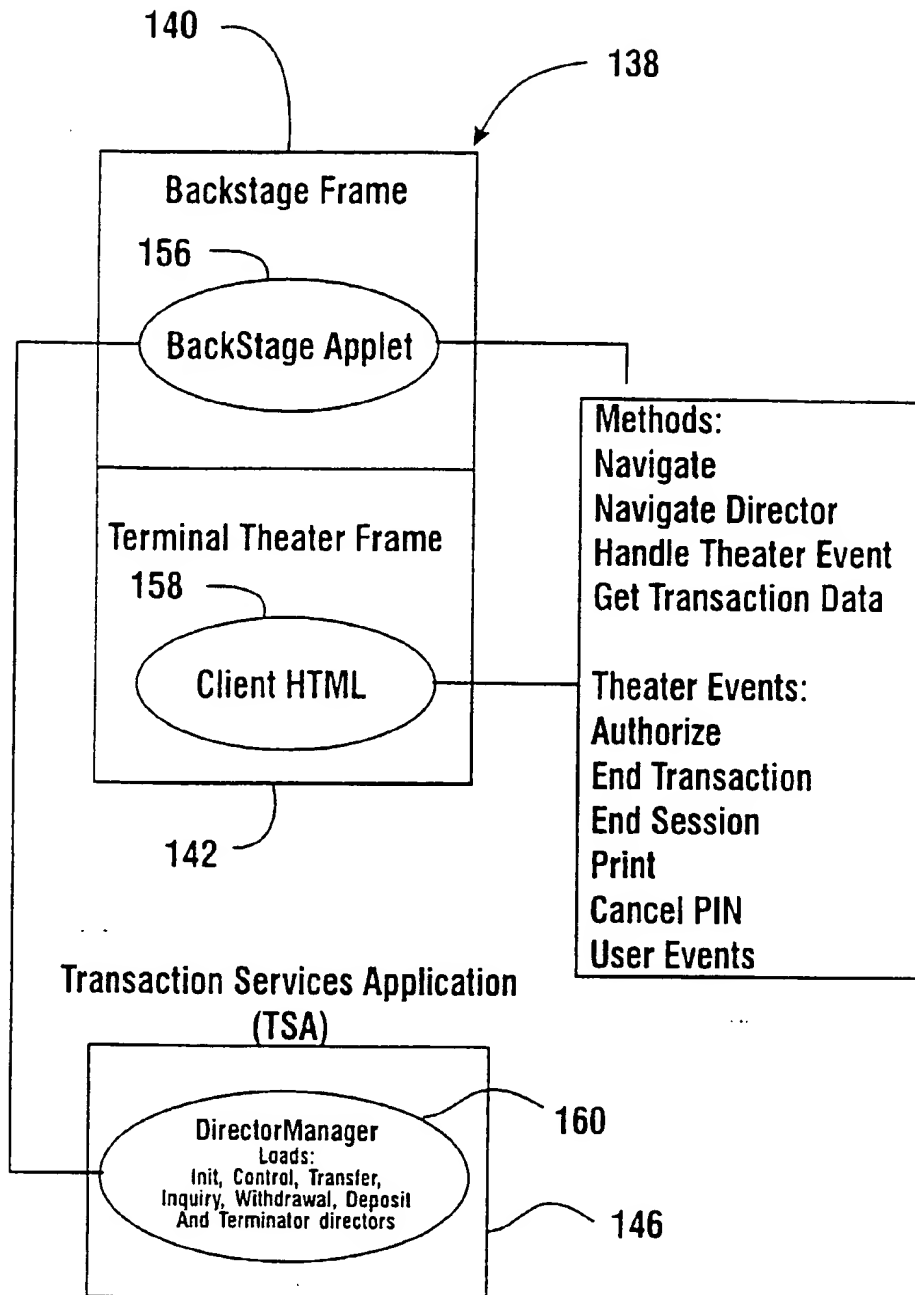 140
138
Backstage Frame
156
BackStage Applet
Methods:
Navigate
Navigate Director
Handle Theater Event
Get Transaction Data
Terminal Theater Frame
158
Client HTML
Theater Events:
Authorize
End Transaction
End Session
Print
Cancel PIN
User Events
142
Transaction Services Application
(TSA)
DirectorManager
Loads:
Init, Control, Transfer,
Inquiry, Withdrawal, Deposit
And Terminator directors
160
146